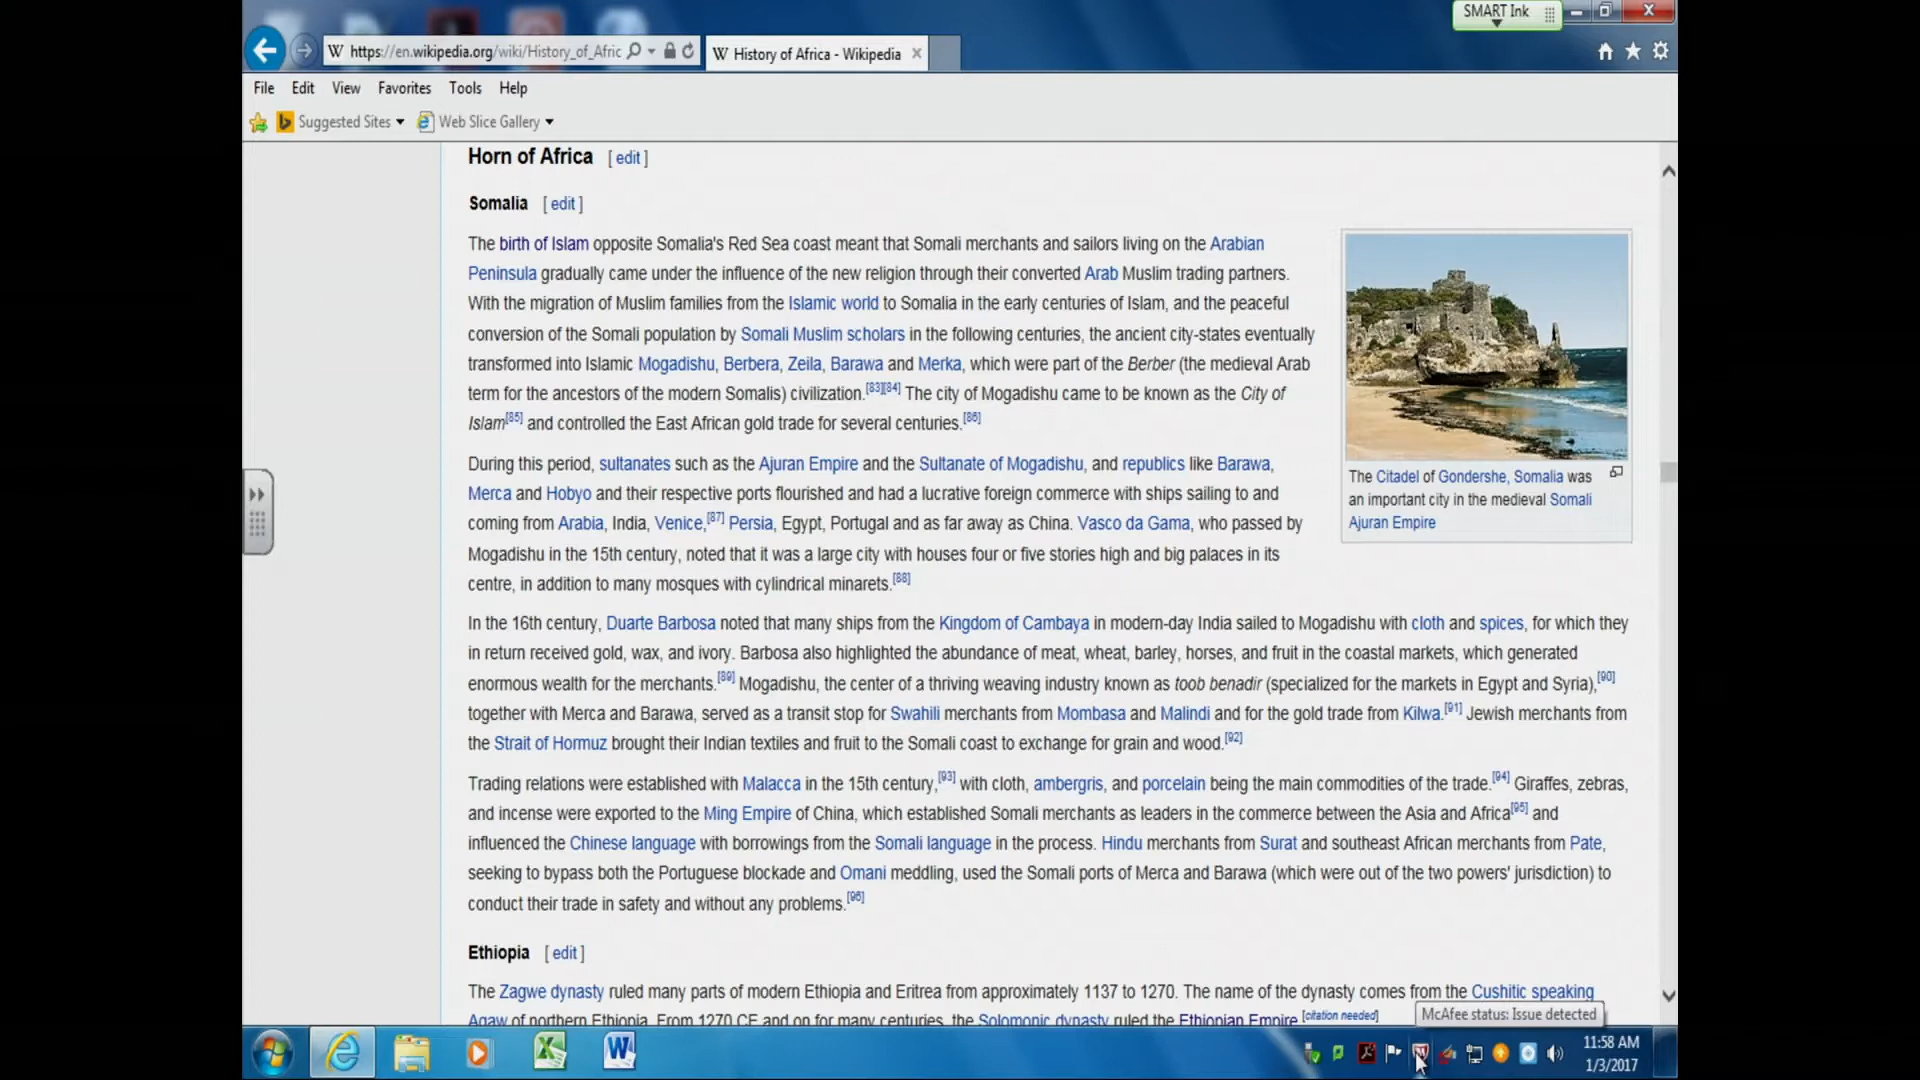 SMART Ink
https://en.wikipedia.org/wiki/History_of_Afric
W History of Africa - Wikipedia
File Edit View Favorites Tools Help
Suggested Sites Web Slice Gallery
Horn of Africa [ edit ]
Somalia [ edit ]
The birth of Islam opposite Somalia's Red Sea coast meant that Somali merchants and sailors living on the Arabian
Peninsula gradually came under the influence of the new religion through their converted Arab Muslim trading partners.
With the migration of Muslim families from the Islamic world to Somalia in the early centuries of Islam, and the peaceful
conversion of the Somali population by Somali Muslim scholars in the following centuries, the ancient city-states eventually
transformed into Islamic Mogadishu, Berbera, Zeila, Barawa and Merka, which were part of the Berber (the medieval Arab
term for the ancestors of the modern Somalis) civilization.[83][84] The city of Mogadishu came to be known as the City of
Islam[85] and controlled the East African gold trade for several centuries.[86]
The Citadel of Gondershe, Somalia was
an important city in the medieval Somali
Ajuran Empire
During this period, sultanates such as the Ajuran Empire and the Sultanate of Mogadishu, and republics like Barawa,
Merca and Hobyo and their respective ports flourished and had a lucrative foreign commerce with ships sailing to and
coming from Arabia, India, Venice,[87] Persia, Egypt, Portugal and as far away as China. Vasco da Gama, who passed by
Mogadishu in the 15th century, noted that it was a large city with houses four or five stories high and big palaces in its
centre, in addition to many mosques with cylindrical minarets.[88]
In the 16th century, Duarte Barbosa noted that many ships from the Kingdom of Cambaya in modern-day India sailed to Mogadishu with cloth and spices, for which they
in return received gold, wax, and ivory. Barbosa also highlighted the abundance of meat, wheat, barley, horses, and fruit in the coastal markets, which generated
enormous wealth for the merchants.[89] Mogadishu, the center of a thriving weaving industry known as toob benadir (specialized for the markets in Egypt and Syria),[90]
together with Merca and Barawa, served as a transit stop for Swahili merchants from Mombasa and Malindi and for the gold trade from Kilwa.[91] Jewish merchants from
the Strait of Hormuz brought their Indian textiles and fruit to the Somali coast to exchange for grain and wood.[92]
Trading relations were established with Malacca in the 15th century,[93] with cloth, ambergris, and porcelain being the main commodities of the trade.[94] Giraffes, zebras,
and incense were exported to the Ming Empire of China, which established Somali merchants as leaders in the commerce between the Asia and Africa[95] and
influenced the Chinese language with borrowings from the Somali language in the process. Hindu merchants from Surat and southeast African merchants from Pate,
seeking to bypass both the Portuguese blockade and Omani meddling, used the Somali ports of Merca and Barawa (which were out of the two powers' jurisdiction) to
conduct their trade in safety and without any problems.[96]
Ethiopia [ edit ]
The Zagwe dynasty ruled many parts of modern Ethiopia and Eritrea from approximately 1137 to 1270. The name of the dynasty comes from the Cushitic speaking
Agaw of northern Ethiopia. From 1270 CE and on for many centuries, the Solomonic dynasty ruled the Ethiopian Empire.[citation needed]
McAfee status: Issue detected
11:58 AM
1/3/2017